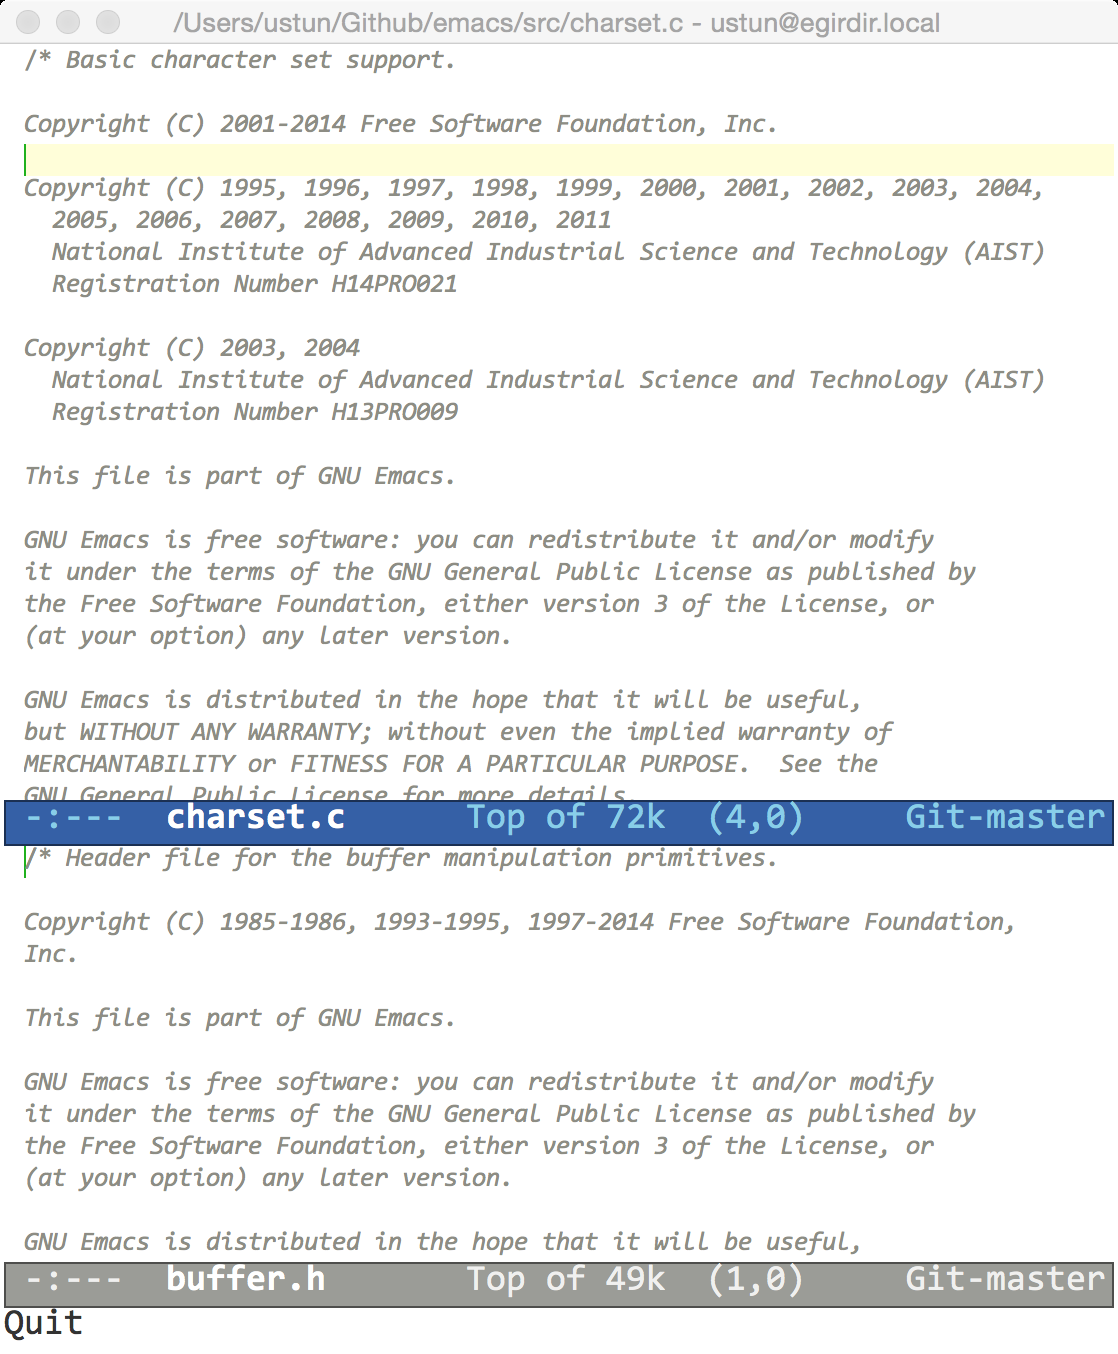 /Users/ustun/Github/emacs/src/charset.c - ustun@egirdir.local
/* Basic character set support.
Copyright (C) 2001-2014 Free Software Foundation, Inc.
Copyright (C) 1995, 1996, 1997, 1998, 1999, 2000, 2001, 2002, 2003, 2004,
2005, 2006, 2007, 2008, 2009, 2010, 2011
National Institute of Advanced Industrial Science and Technology (AIST)
Registration Number H14PRO021
Copyright (C) 2003, 2004
National Institute of Advanced Industrial Science and Technology (AIST)
Registration Number H13PRO009
This file is part of GNU Emacs.
GNU Emacs is free software: you can redistribute it and/or modify
it under the terms of the GNU General Public License as published by
the Free Software Foundation, either version 3 of the License, or
(at your option) any later version.
GNU Emacs is distributed in the hope that it will be useful,
but WITHOUT ANY WARRANTY; without even the implied warranty of
MERCHANTABILITY or FITNESS FOR A PARTICULAR PURPOSE.  See the
GNU General Public License for more details.
-:---  charset.c      Top of 72k  (4,0)     Git-master
/* Header file for the buffer manipulation primitives.
Copyright (C) 1985-1986, 1993-1995, 1997-2014 Free Software Foundation,
Inc.
This file is part of GNU Emacs.
GNU Emacs is free software: you can redistribute it and/or modify
it under the terms of the GNU General Public License as published by
the Free Software Foundation, either version 3 of the License, or
(at your option) any later version.
GNU Emacs is distributed in the hope that it will be useful,
-:---  buffer.h       Top of 49k  (1,0)     Git-master
Quit